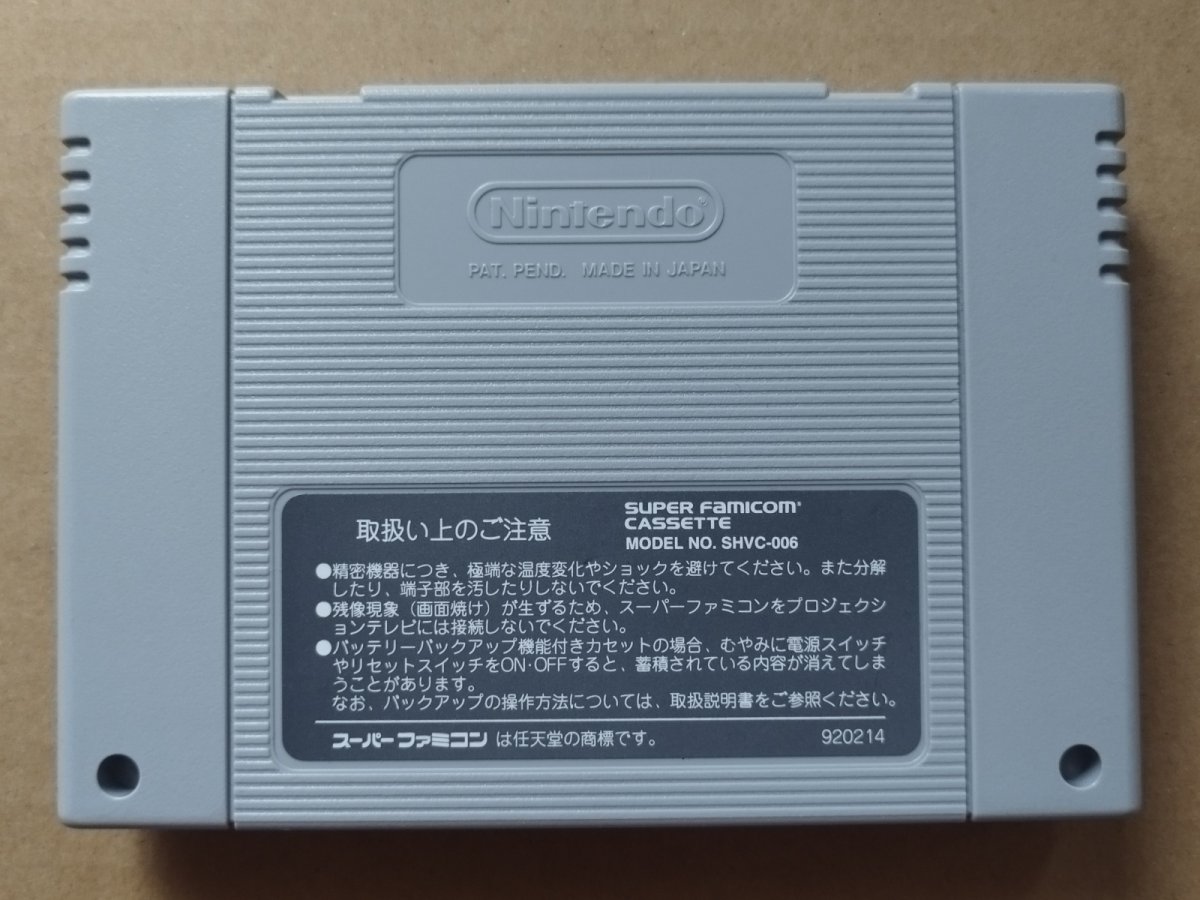 Nintendo®
PAT. PEND. MADE IN JAPAN
取扱い上のご注意
SUPER FAMICOM®
CASSETTE
MODEL NO. SHVC-006
●精密機器につき、極端な温度変化やショックを避けてください。また分解
したり、端子部を汚したりしないでください。
●残像現象（画面焼け）が生ずるため、スーパーファミコンをプロジェクシ
ョンテレビには接続しないでください。
●バッテリーバックアップ機能付きカセットの場合、むやみに電源スイッチ
やリセットスイッチをON·OFFすると、蓄積されている内容が消えてしま
うことがあります。
なお、バックアップの操作方法については、取扱説明書をご参照ください。
スーパーファミコン は任天堂の商標です。 920214